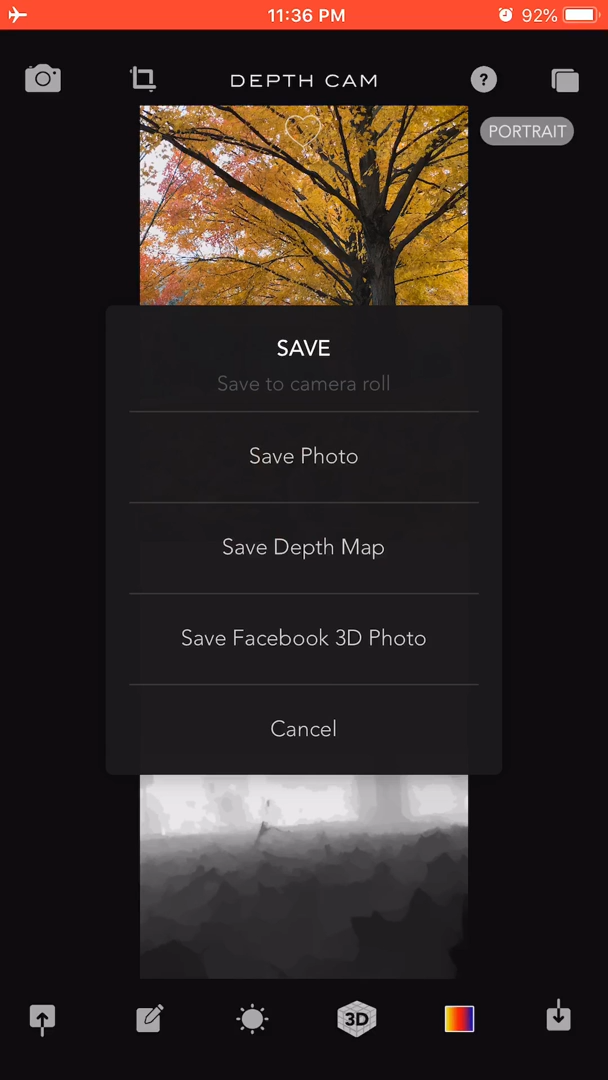 11:36 PM
92%
DEPTH CAM
?
PORTRAIT
SAVE
Save to camera roll
Save Photo
Save Depth Map
Save Facebook 3D Photo
Cancel
3D